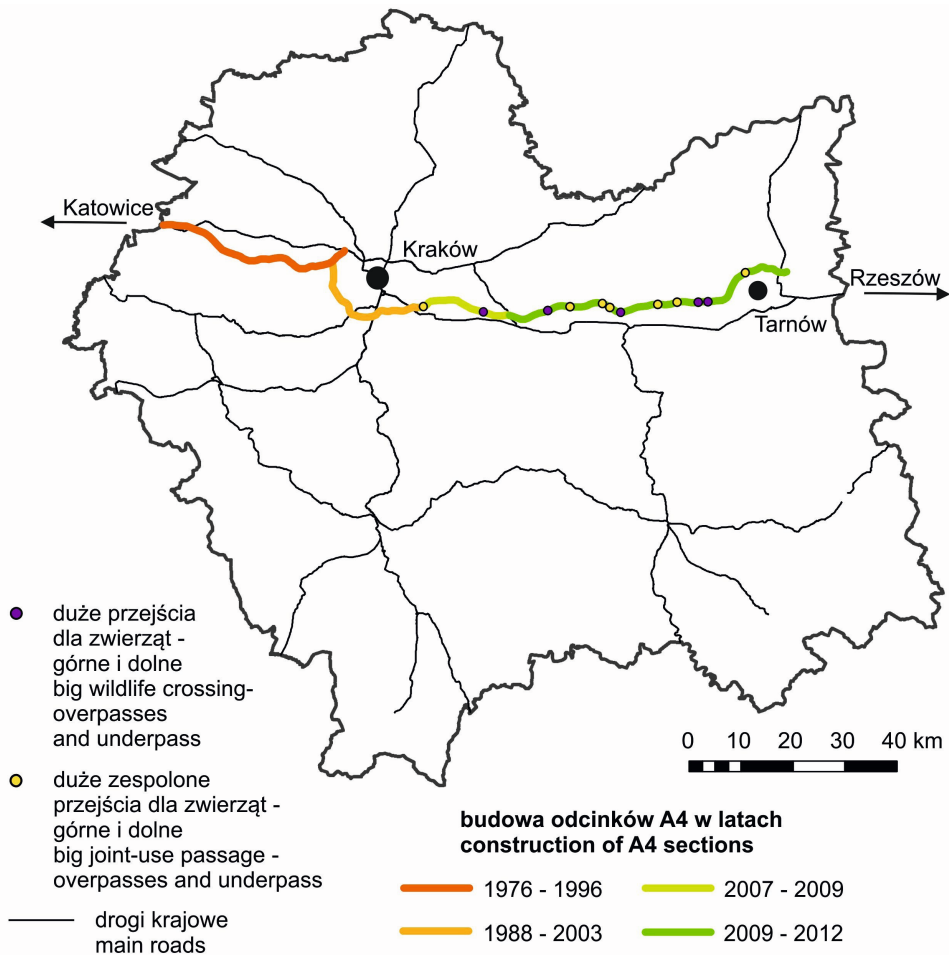 Katowice
Kraków
Rzeszów
Tarnów
duże przejścia
dla zwierząt -
górne i dolne
big wildlife crossing-
overpasses
and underpass
0 10 20 30 40 km
duże zespolone
przejścia dla zwierząt -
górne i dolne
big joint-use passage -
overpasses and underpass
drogi krajowe
main roads
budowa odcinków A4 w latach
construction of A4 sections
1976 - 1996
2007 - 2009
1988 - 2003
2009 - 2012